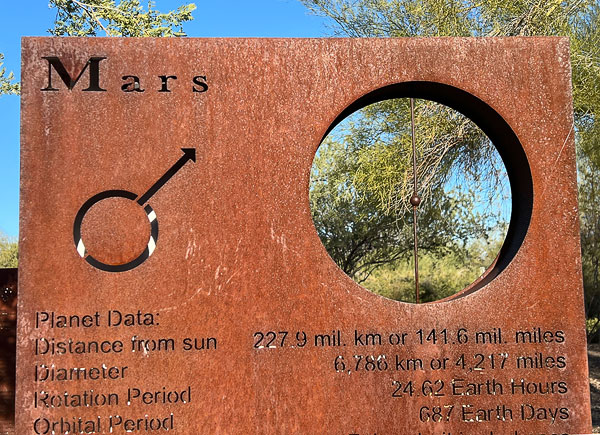 Mars
Planet Data:
Distance from sun 227.9 mil. km or 141.6 mil. miles
Diameter 6,786 km or 4,217 miles
Rotation Period 24.62 Earth Hours
Orbital Period 687 Earth Days